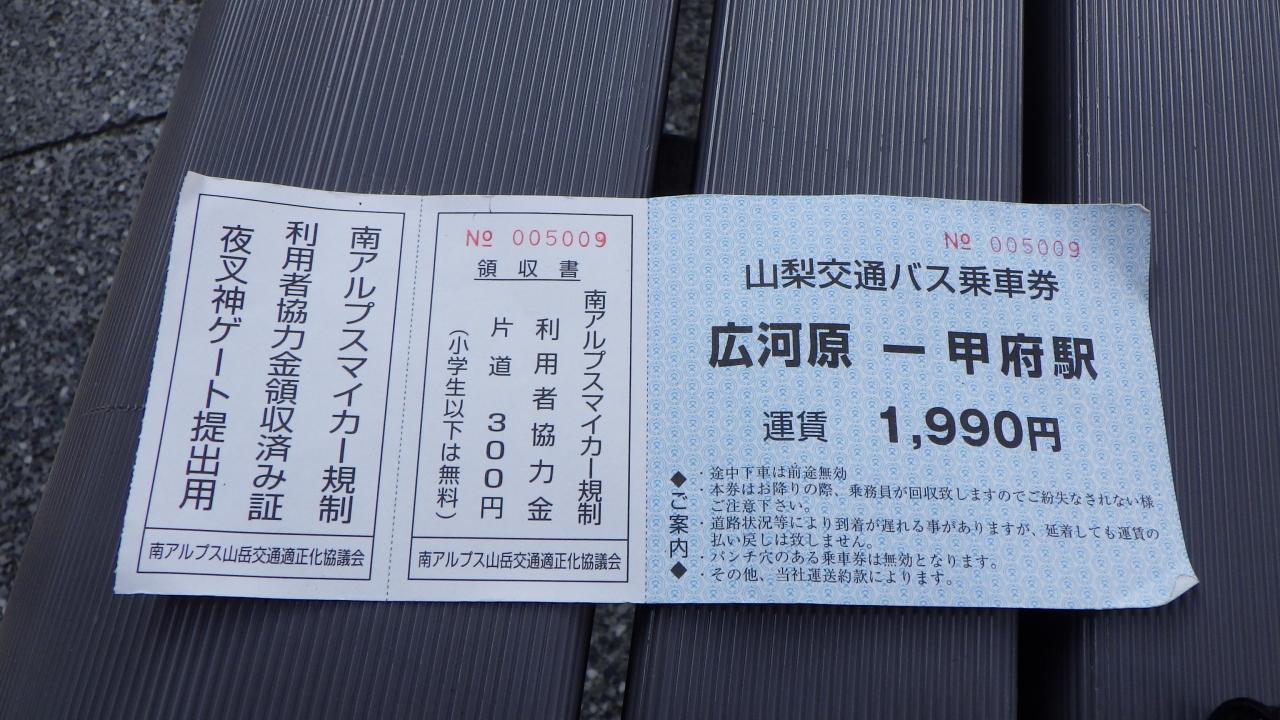 南アルプスマイカー規制
利用者協力金領収済み証
夜叉神ゲート提出用
南アルプス山岳交通適正化協議会
№ 005009
領収書
南アルプスマイカー規制
利用者協力金
片道 300円
(小学生以下は無料)
南アルプス山岳交通適正化協議会
№ 005009
山梨交通バス乗車券
広河原 ー 甲府駅
運賃 1,990円
◆ご案内◆
・途中下車は前途無効
・本券はお降りの際、乗務員が回収致しますのでご紛失なされない様
ご注意下さい。
・道路状況等により到着が遅れる事がありますが、延着しても運賃の
払い戻しは致しません。
・パンチ穴のある乗車券は無効となります。
・その他、当社運送約款によります。